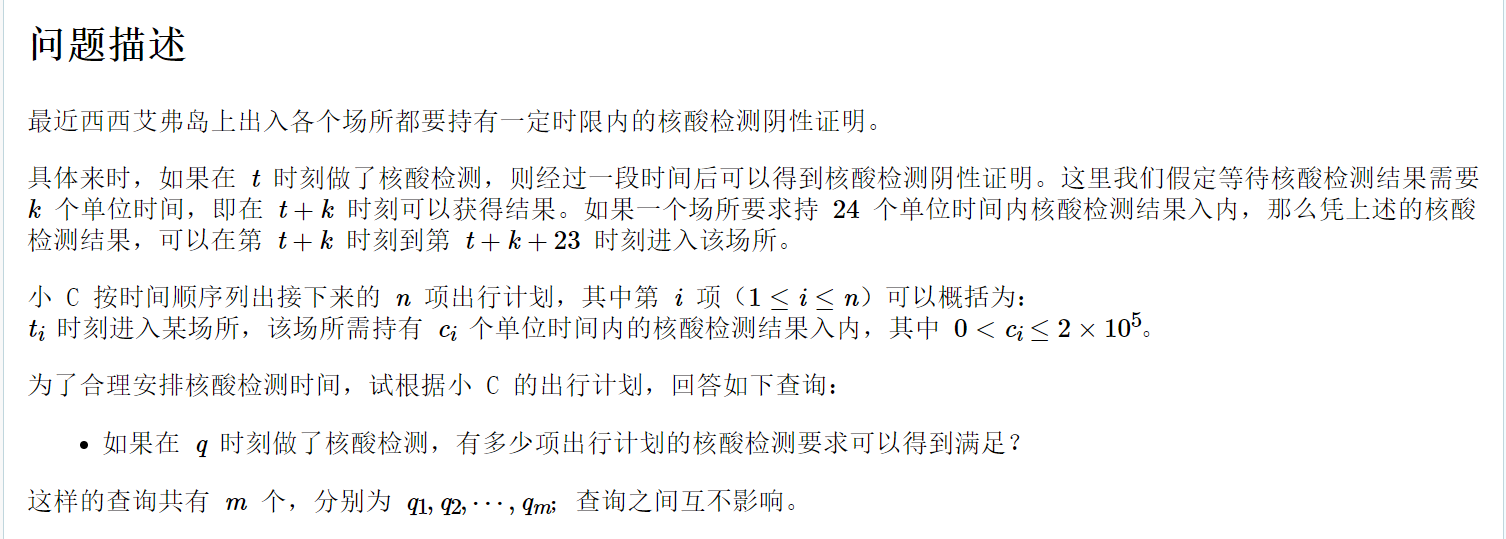 问题描述
最近西西艾弗岛上出入各个场所都要持有一定时限内的核酸检测阴性证明。
具体来时，如果在 t 时刻做了核酸检测，则经过一段时间后可以得到核酸检测阴性证明。这里我们假定等待核酸检测结果需要
k 个单位时间，即在 t + k 时刻可以获得结果。如果一个场所要求持 24 个单位时间内核酸检测结果入内，那么凭上述的核酸
检测结果，可以在第 t + k 时刻到第 t + k + 23 时刻进入该场所。
小 C 按时间顺序列出接下来的 n 项出行计划，其中第 i 项（1 ≤ i ≤ n）可以概括为：
tᵢ 时刻进入某场所，该场所需持有 cᵢ 个单位时间内的核酸检测结果入内，其中 0 < cᵢ ≤ 2 × 10⁵。
为了合理安排核酸检测时间，试根据小 C 的出行计划，回答如下查询：
• 如果在 q 时刻做了核酸检测，有多少项出行计划的核酸检测要求可以得到满足？
这样的查询共有 m 个，分别为 q₁, q₂, ⋯, qₘ；查询之间互不影响。